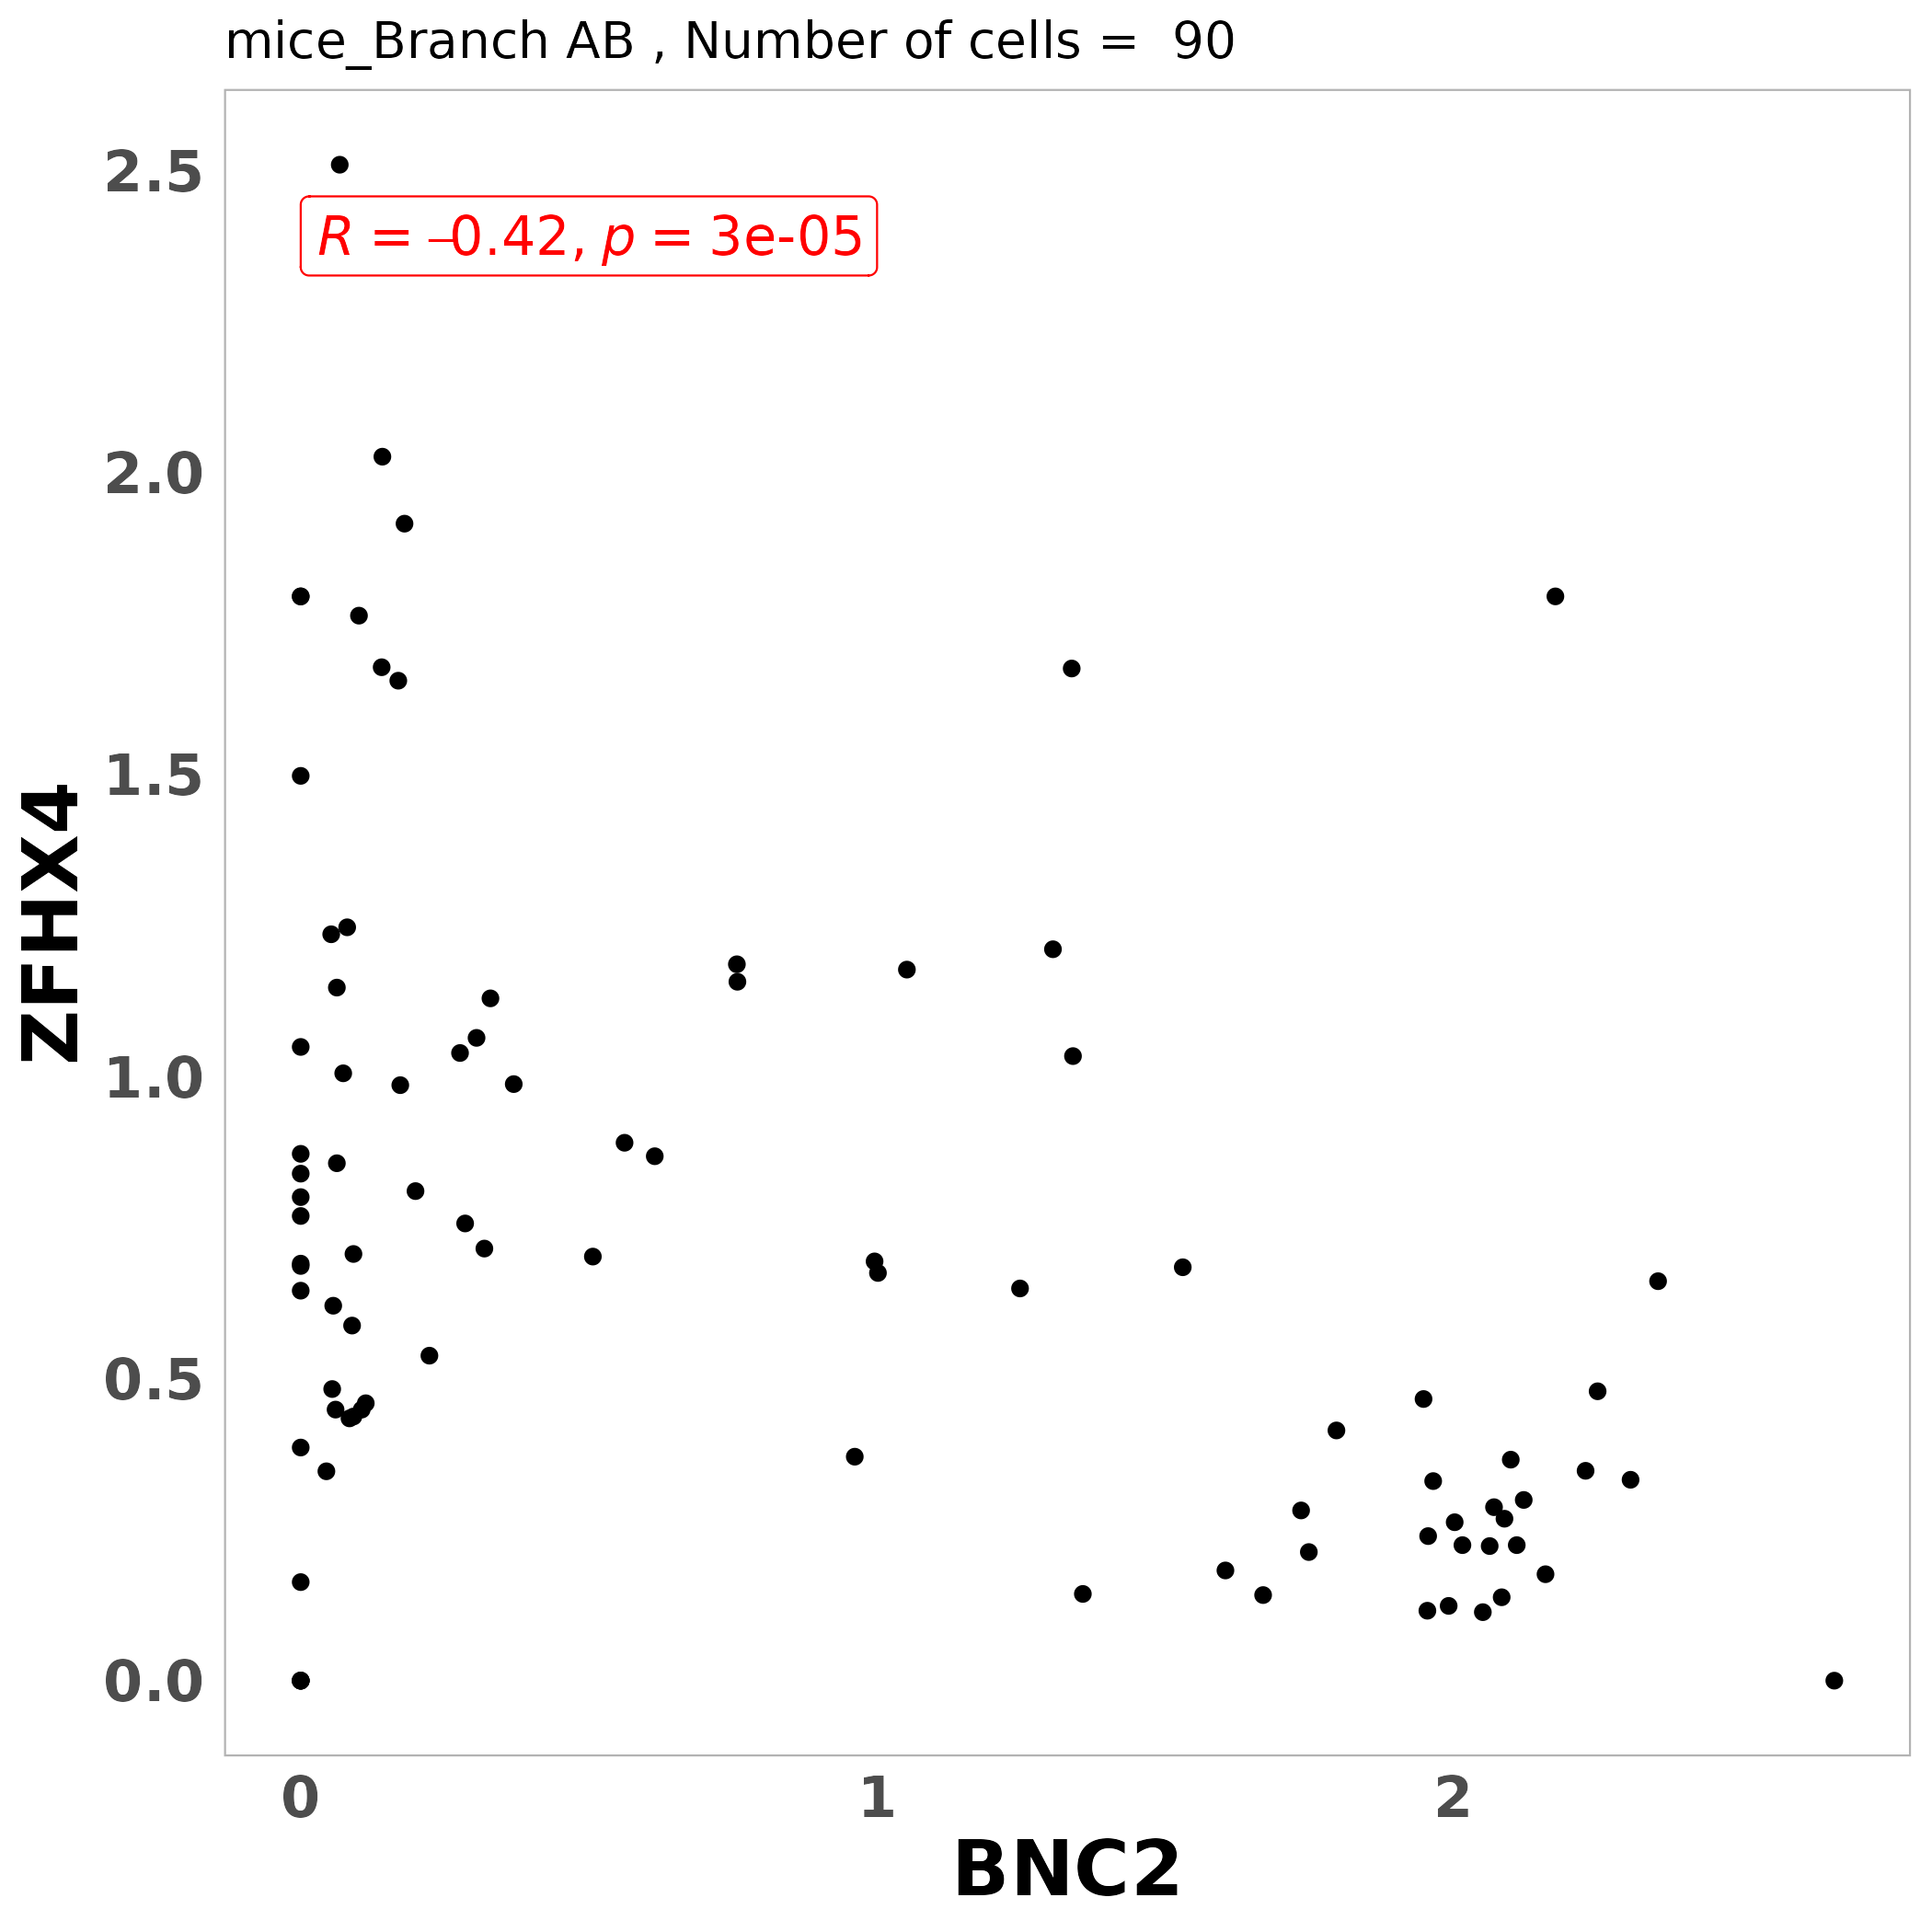 mice_Branch AB , Number of cells =  90
2.5
R = –0.42, p = 3e-05
2.0
1.5
ZFHX4
1.0
0.5
0.0
0 1 2
BNC2